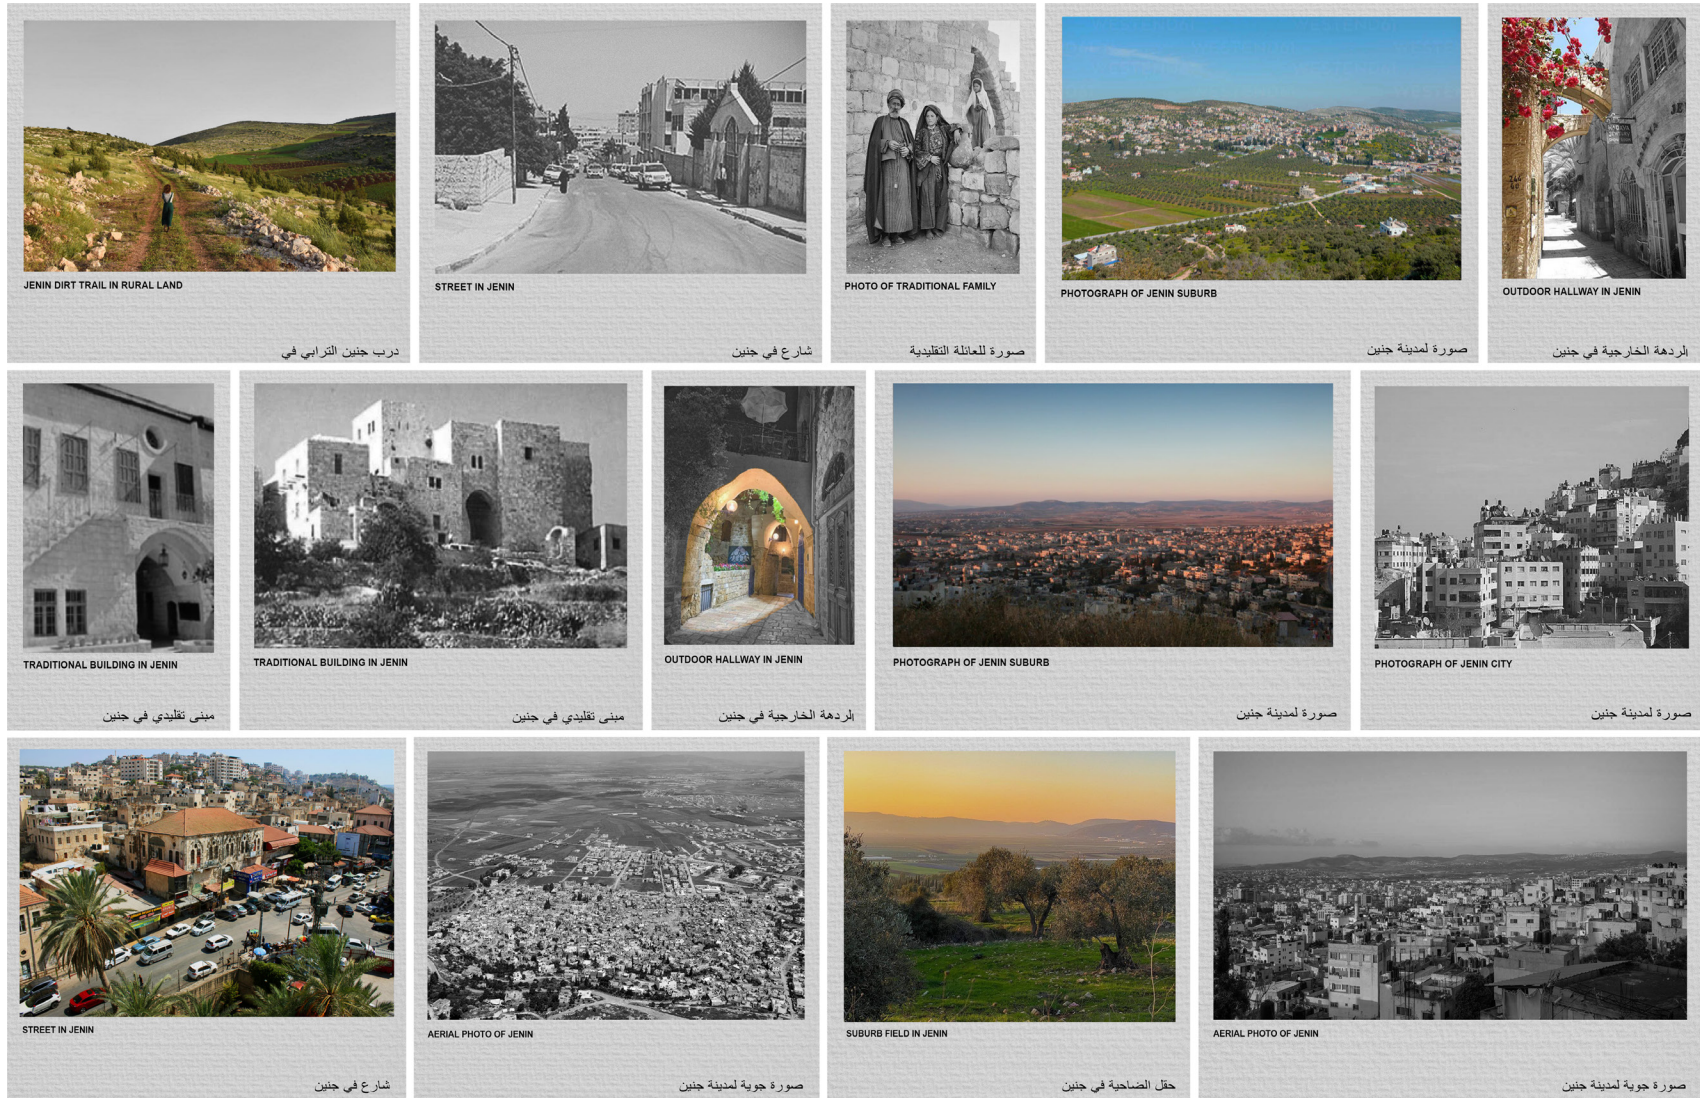 JENIN DIRT TRAIL IN RURAL LAND
درب جنين الترابي في
STREET IN JENIN
شارع في جنين
PHOTO OF TRADITIONAL FAMILY
صورة للعائلة التقليدية
PHOTOGRAPH OF JENIN SUBURB
صورة لمدينة جنين
OUTDOOR HALLWAY IN JENIN
الردهة الخارجية في جنين
TRADITIONAL BUILDING IN JENIN
مبنى تقليدي في جنين
TRADITIONAL BUILDING IN JENIN
مبنى تقليدي في جنين
OUTDOOR HALLWAY IN JENIN
الردهة الخارجية في جنين
PHOTOGRAPH OF JENIN SUBURB
صورة لمدينة جنين
PHOTOGRAPH OF JENIN CITY
صورة لمدينة جنين
STREET IN JENIN
شارع في جنين
AERIAL PHOTO OF JENIN
صورة جوية لمدينة جنين
SUBURB FIELD IN JENIN
حقل الضاحية في جنين
AERIAL PHOTO OF JENIN
صورة جوية لمدينة جنين